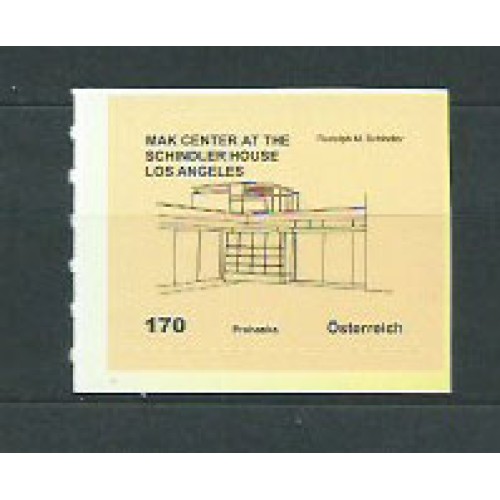 MAK CENTER AT THE
SCHINDLER HOUSE
LOS ANGELES
Rudolph M. Schindler
170
Prohaska
Österreich